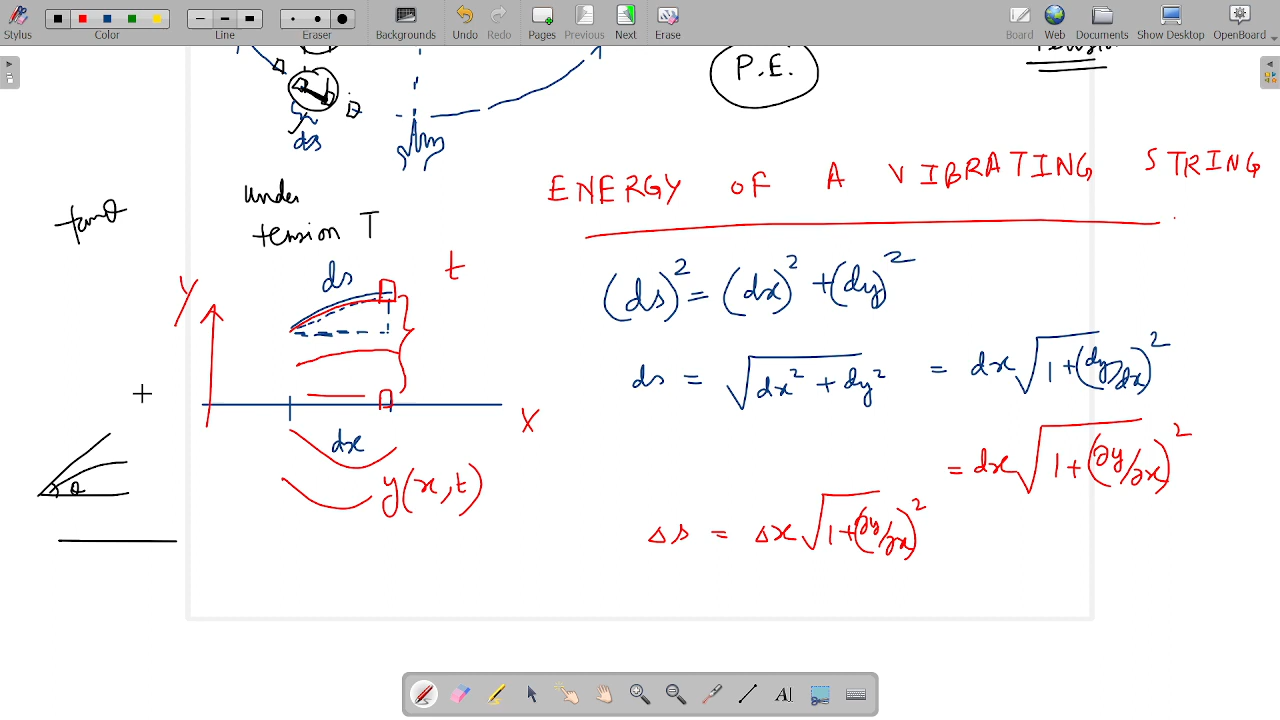 Stylus Color Line Eraser Backgrounds Undo Redo Pages Previous Next Erase Board Web Documents Show Desktop OpenBoard
P.E.
ds
under
tension T
tanθ
ENERGY OF A VIBRATING STRING
ds
t
Y
(ds)² = (dx)² + (dy)²
ds = √dx² + dy² = dx√1+(dy/dx)²
X
dx
θ
y(x,t)
= dx√1+(∂y/∂x)²
Δs = Δx√1+(∂y/∂x)²